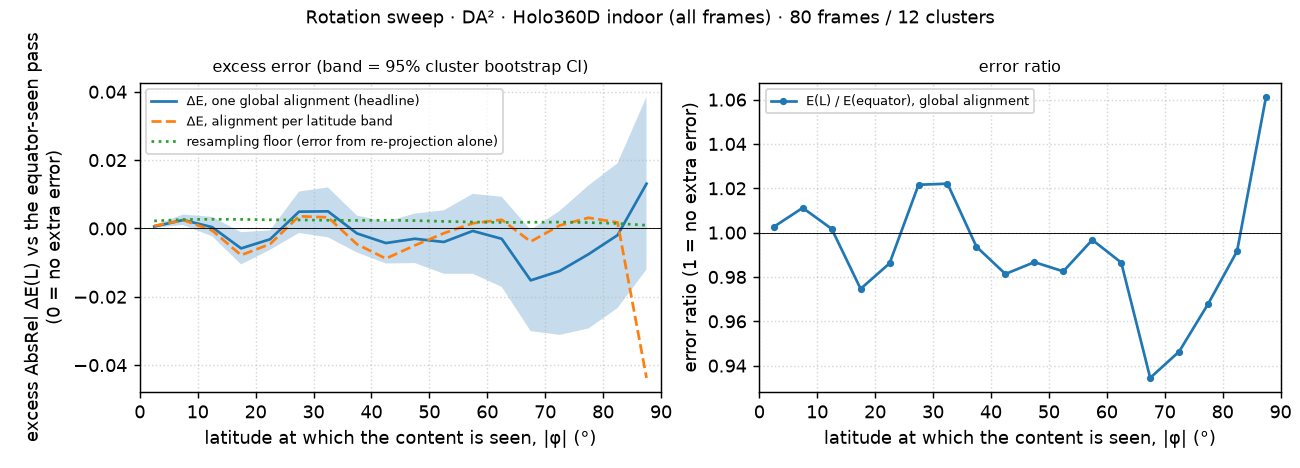 Rotation sweep · DA² · Holo360D indoor (all frames) · 80 frames / 12 clusters
excess error (band = 95% cluster bootstrap CI)
excess AbsRel ΔE(L) vs the equator-seen pass
(0 = no extra error)
0.04
0.02
0.00
−0.02
−0.04
ΔE, one global alignment (headline)
ΔE, alignment per latitude band
resampling floor (error from re-projection alone)
0 10 20 30 40 50 60 70 80 90
latitude at which the content is seen, |φ| (°)
error ratio
error ratio (1 = no extra error)
1.06
1.04
1.02
1.00
0.98
0.96
0.94
E(L) / E(equator), global alignment
0 10 20 30 40 50 60 70 80 90
latitude at which the content is seen, |φ| (°)